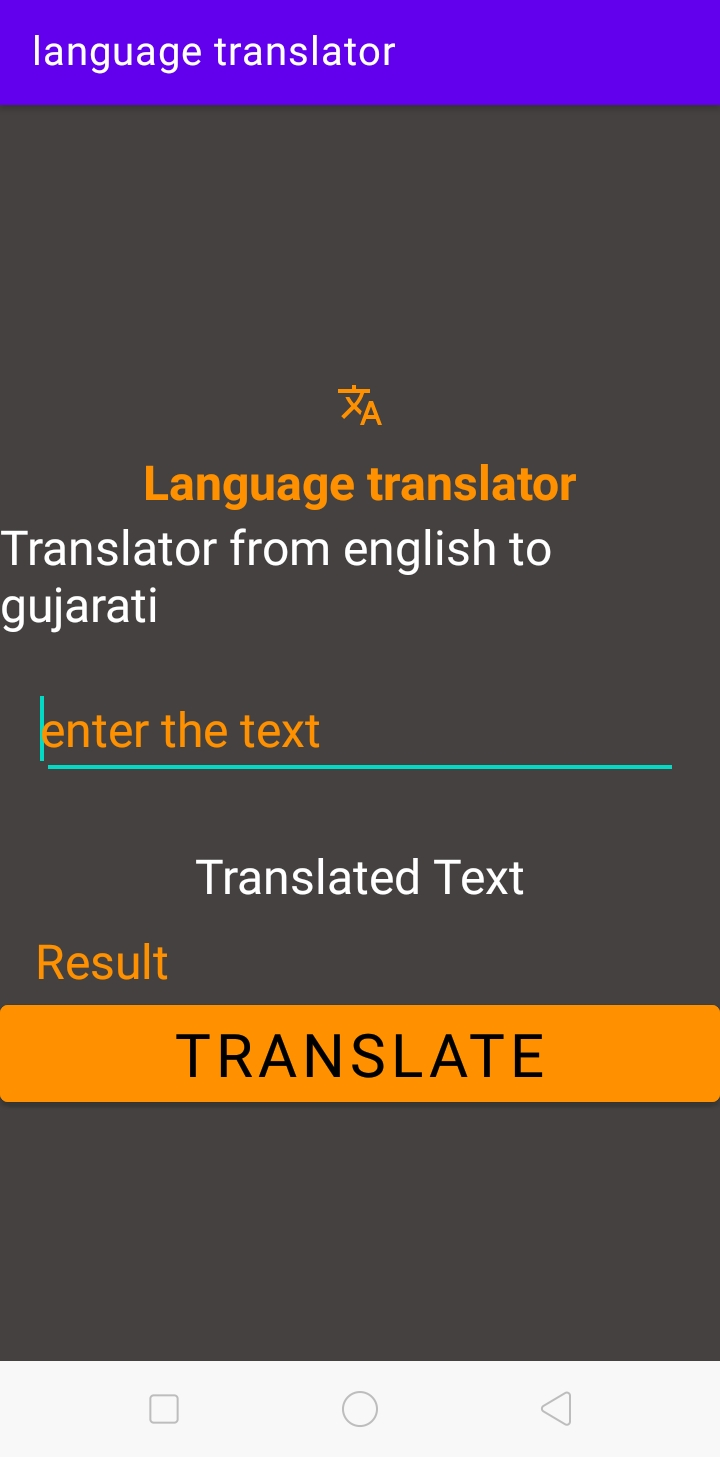 language translator
Language translator
Translator from english to
gujarati
enter the text
Translated Text
Result
TRANSLATE